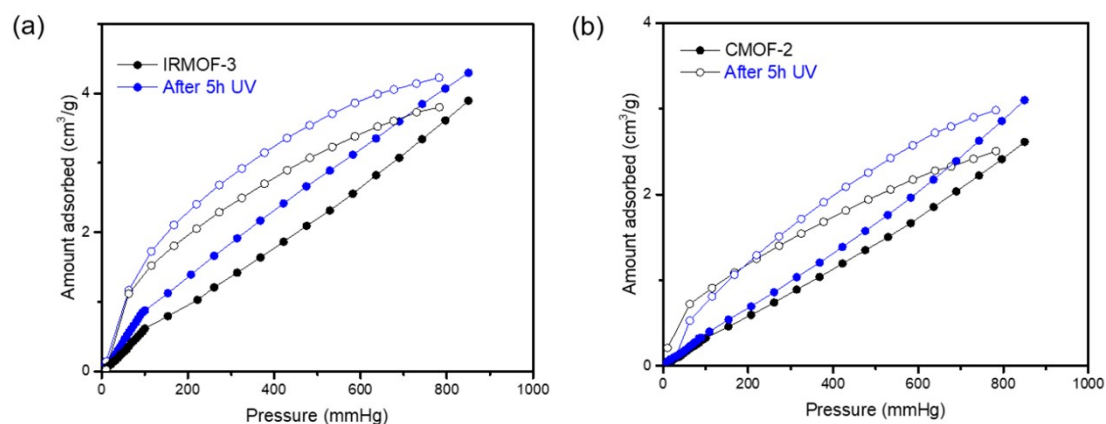 (a)
IRMOF-3
After 5h UV
Amount adsorbed (cm³/g)
4
2
0
0 200 400 600 800 1000
Pressure (mmHg)
(b)
CMOF-2
After 5h UV
Amount adsorbed (cm³/g)
4
3
2
1
0
0 200 400 600 800 1000
Pressure (mmHg)